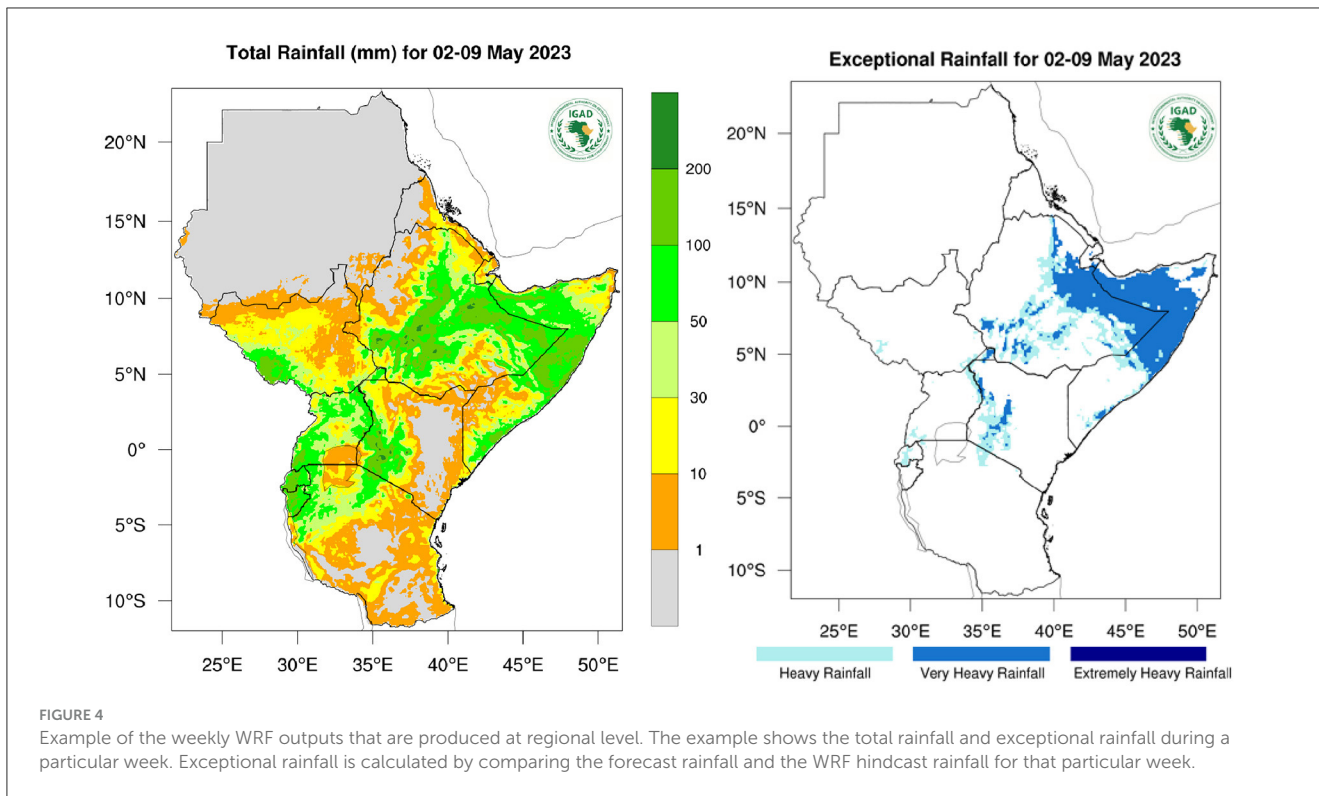 Total Rainfall (mm) for 02-09 May 2023
20°N
15°N
10°N
5°N
0°
5°S
10°S
25°E 30°E 35°E 40°E 45°E 50°E
IGAD
200
100
50
30
10
1
Exceptional Rainfall for 02-09 May 2023
20°N
15°N
10°N
5°N
0°
5°S
10°S
25°E 30°E 35°E 40°E 45°E 50°E
IGAD
Heavy Rainfall Very Heavy Rainfall Extremely Heavy Rainfall
FIGURE 4
Example of the weekly WRF outputs that are produced at regional level. The example shows the total rainfall and exceptional rainfall during a
particular week. Exceptional rainfall is calculated by comparing the forecast rainfall and the WRF hindcast rainfall for that particular week.